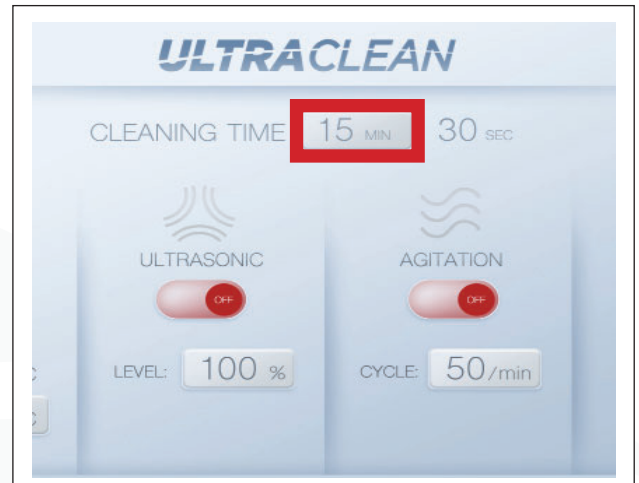 ULTRACLEAN
CLEANING TIME 15 MIN 30 SEC
ULTRASONIC
OFF
LEVEL: 100 %
AGITATION
OFF
CYCLE: 50/min